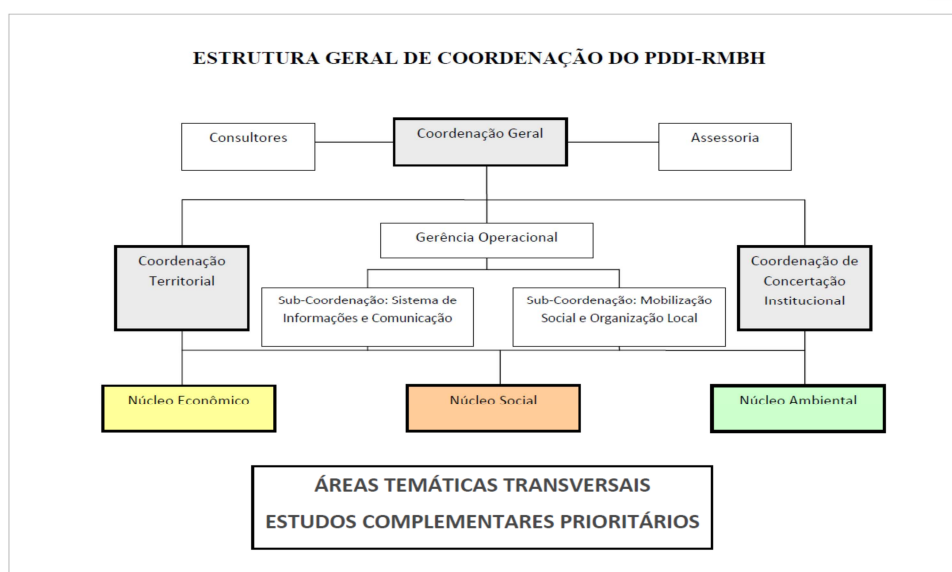 ESTRUTURA GERAL DE COORDENAÇÃO DO PDDI-RMBH
Consultores
Coordenação Geral
Assessoria
Gerência Operacional
Coordenação
Territorial
Coordenação de
Concertação
Institucional
Sub-Coordenação: Sistema de
Informações e Comunicação
Sub-Coordenação: Mobilização
Social e Organização Local
Núcleo Econômico
Núcleo Social
Núcleo Ambiental
ÁREAS TEMÁTICAS TRANSVERSAIS
ESTUDOS COMPLEMENTARES PRIORITÁRIOS